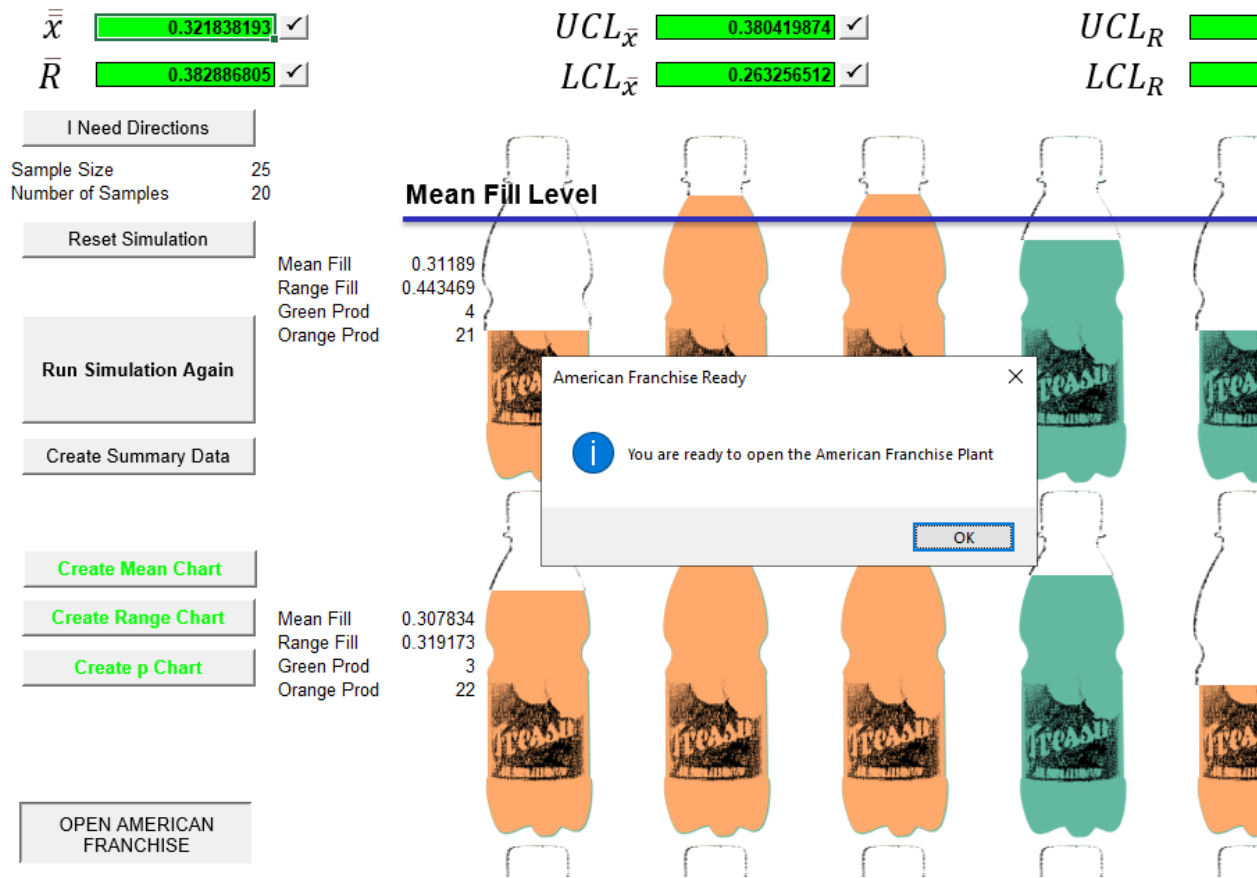 x̿ 0.321838193 ✓ UCL x̄ 0.380419874 ✓ UCL R
R̄ 0.382886805 ✓ LCL x̄ 0.263256512 ✓ LCL R
I Need Directions
Sample Size 25
Number of Samples 20
Mean Fill Level
Reset Simulation
Mean Fill 0.31189
Range Fill 0.443469
Green Prod 4
Orange Prod 21
Run Simulation Again
American Franchise Ready
You are ready to open the American Franchise Plant
OK
Create Summary Data
Create Mean Chart
Create Range Chart
Create p Chart
Mean Fill 0.307834
Range Fill 0.319173
Green Prod 3
Orange Prod 22
OPEN AMERICAN
FRANCHISE